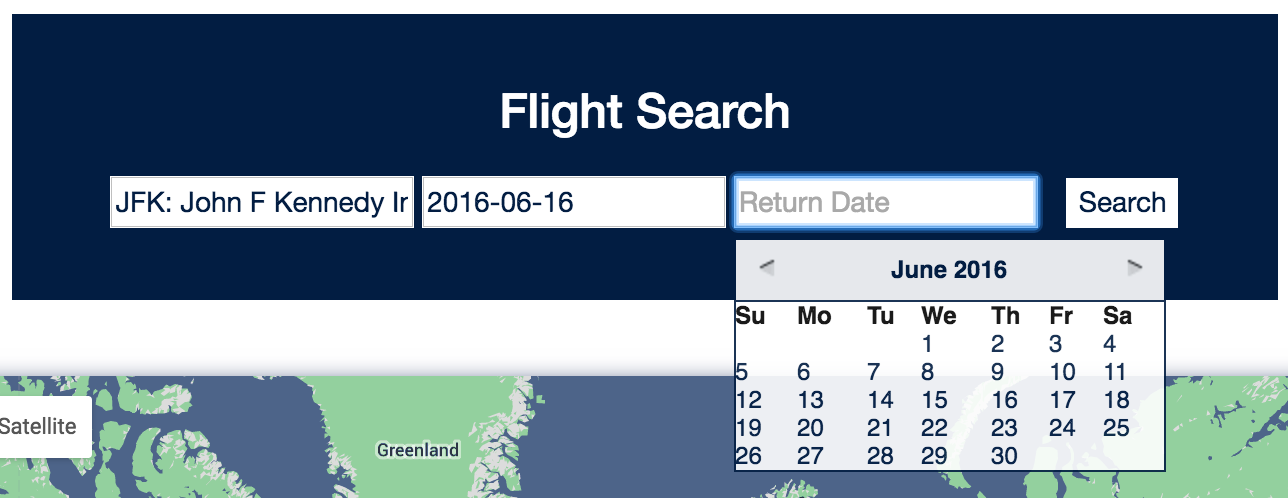 Flight Search
JFK: John F Kennedy Ir 2016-06-16 Return Date Search
June 2016
Su Mo Tu We Th Fr Sa
1 2 3 4
5 6 7 8 9 10 11
12 13 14 15 16 17 18
19 20 21 22 23 24 25
26 27 28 29 30
Satellite
Greenland